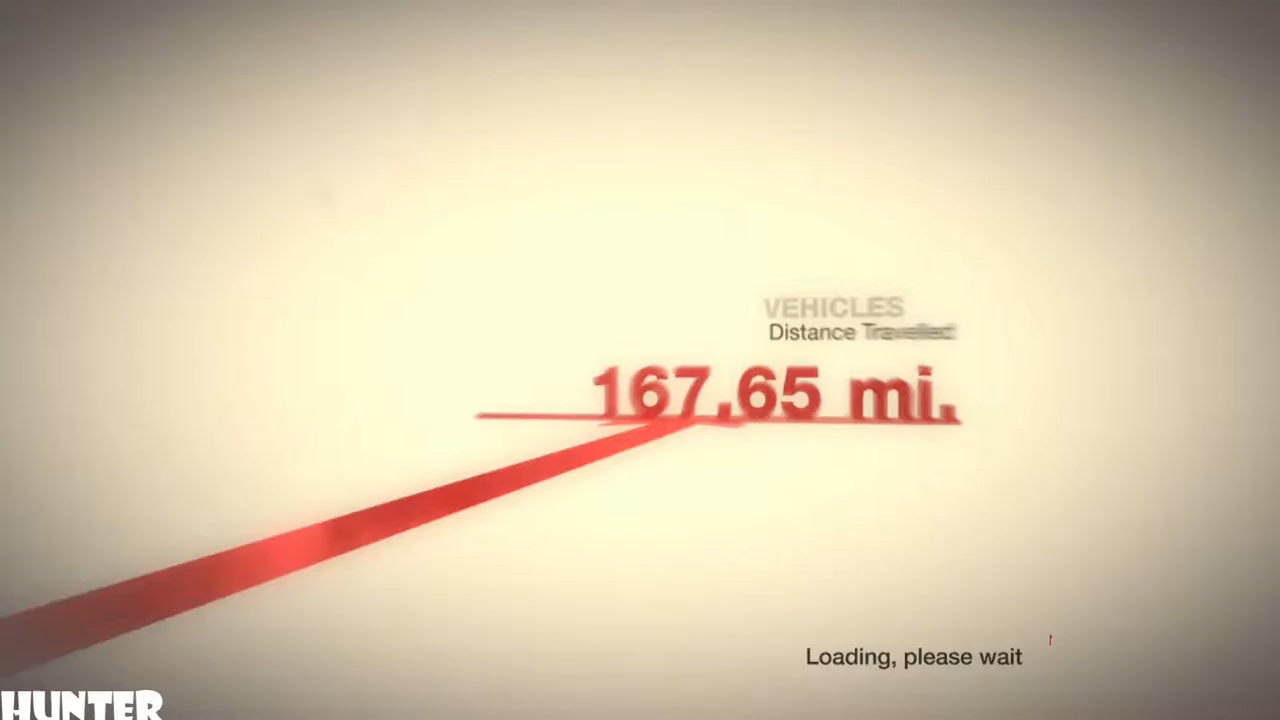 VEHICLES
Distance Travelled
167.65 mi.
Loading, please wait
HUNTER